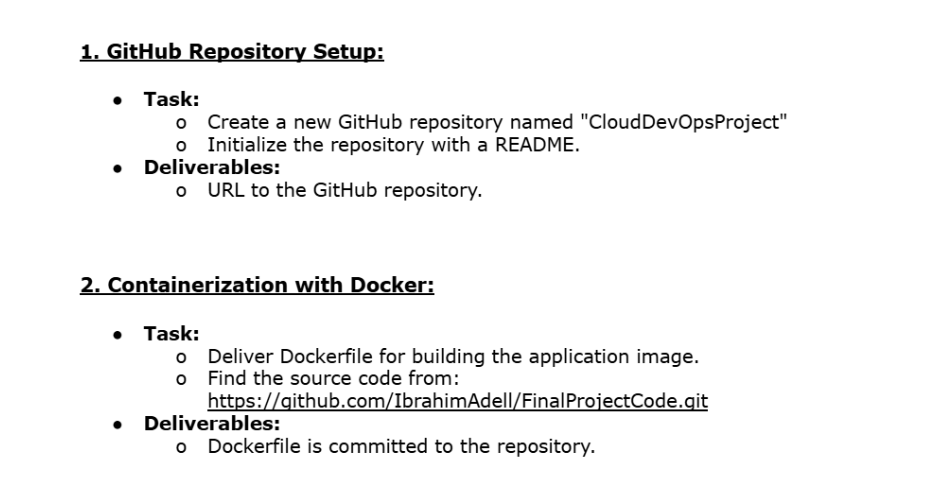 1. GitHub Repository Setup:
● Task:
o Create a new GitHub repository named "CloudDevOpsProject"
o Initialize the repository with a README.
● Deliverables:
o URL to the GitHub repository.
2. Containerization with Docker:
● Task:
o Deliver Dockerfile for building the application image.
o Find the source code from:
https://github.com/IbrahimAdell/FinalProjectCode.git
● Deliverables:
o Dockerfile is committed to the repository.